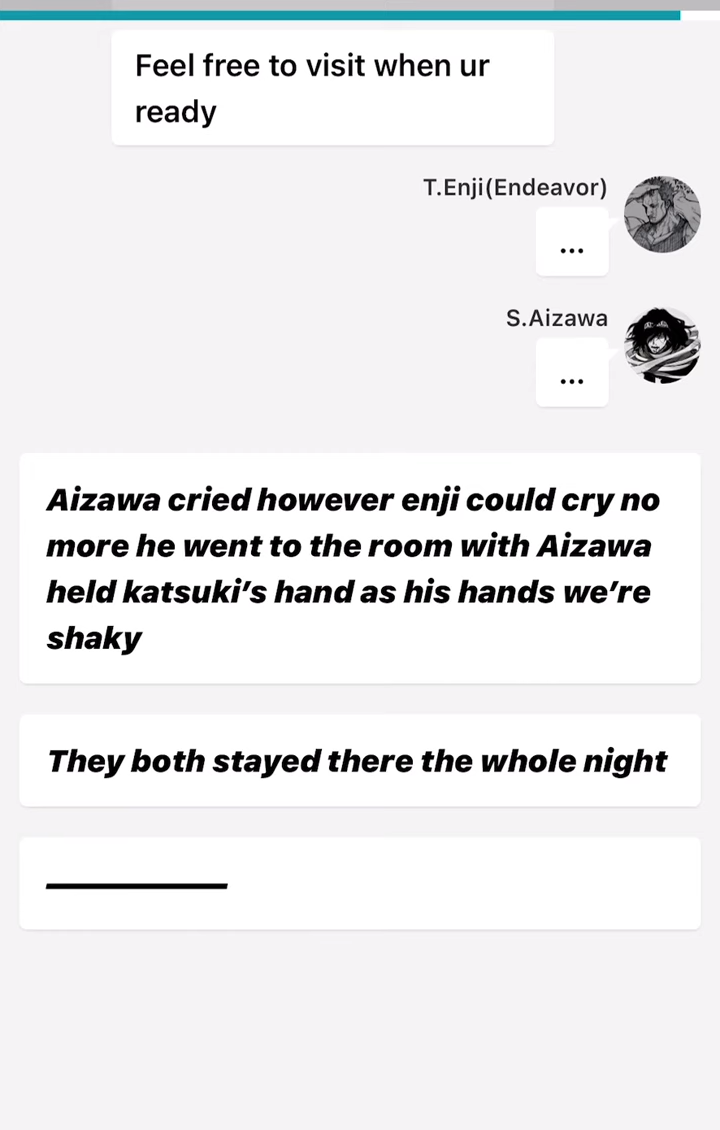 Feel free to visit when ur
ready
T.Enji(Endeavor)
...
S.Aizawa
...
Aizawa cried however enji could cry no
more he went to the room with Aizawa
held katsuki’s hand as his hands we’re
shaky
They both stayed there the whole night